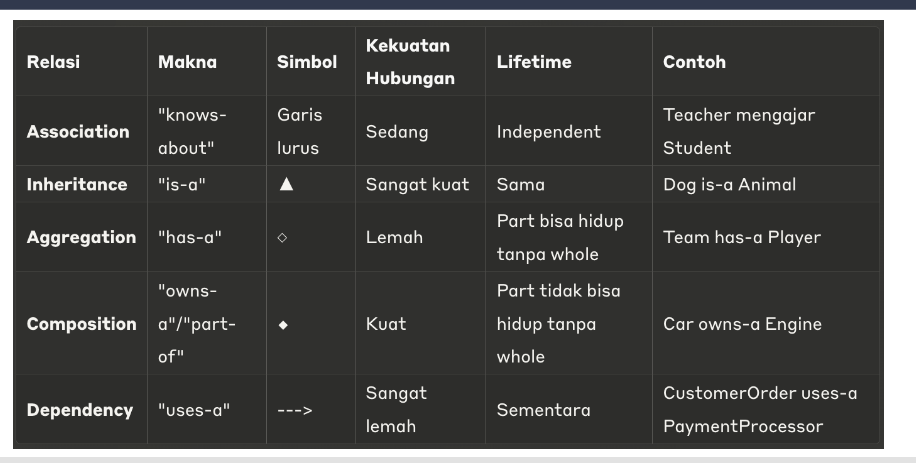 Relasi
Makna
Simbol
Kekuatan
Hubungan
Lifetime
Contoh
Association
"knows-
about"
Garis
lurus
Sedang
Independent
Teacher mengajar
Student
Inheritance
"is-a"
▲
Sangat kuat
Sama
Dog is-a Animal
Aggregation
"has-a"
◇
Lemah
Part bisa hidup
tanpa whole
Team has-a Player
Composition
"owns-
a"/"part-
of"
◆
Kuat
Part tidak bisa
hidup tanpa
whole
Car owns-a Engine
Dependency
"uses-a"
--->
Sangat
lemah
Sementara
CustomerOrder uses-a
PaymentProcessor